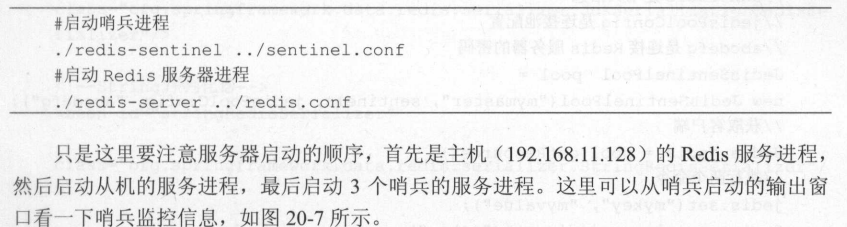 #启动哨兵进程
./redis-sentinel ../sentinel.conf
#启动 Redis 服务器进程
./redis-server ../redis.conf
只是这里要注意服务器启动的顺序，首先是主机（192.168.11.128）的 Redis 服务进程，
然后启动从机的服务进程，最后启动 3 个哨兵的服务进程。这里可以从哨兵启动的输出窗
口看一下哨兵监控信息，如图 20-7 所示。